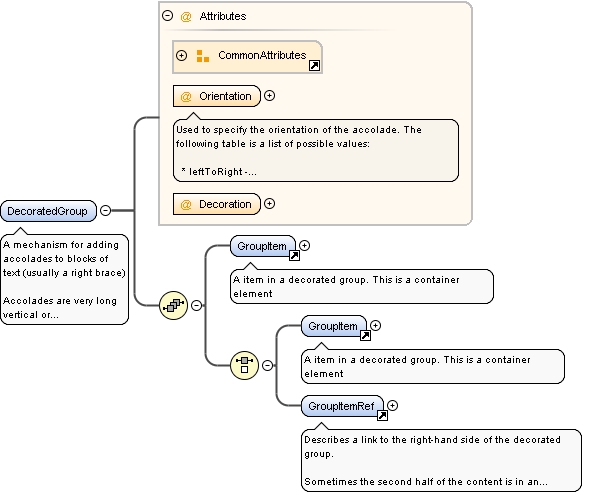 @ Attributes
CommonAttributes
@ Orientation
Used to specify the orientation of the accolade. The
following table is a list of possible values:
* leftToRight -...
@ Decoration
DecoratedGroup
A mechanism for adding
accolades to blocks of
text (usually a right brace)
Accolades are very long
vertical or...
GroupItem
A item in a decorated group. This is a container
element
GroupItem
A item in a decorated group. This is a container
element
GroupItemRef
Describes a link to the right-hand side of the decorated
group.
Sometimes the second half of the content is in an...